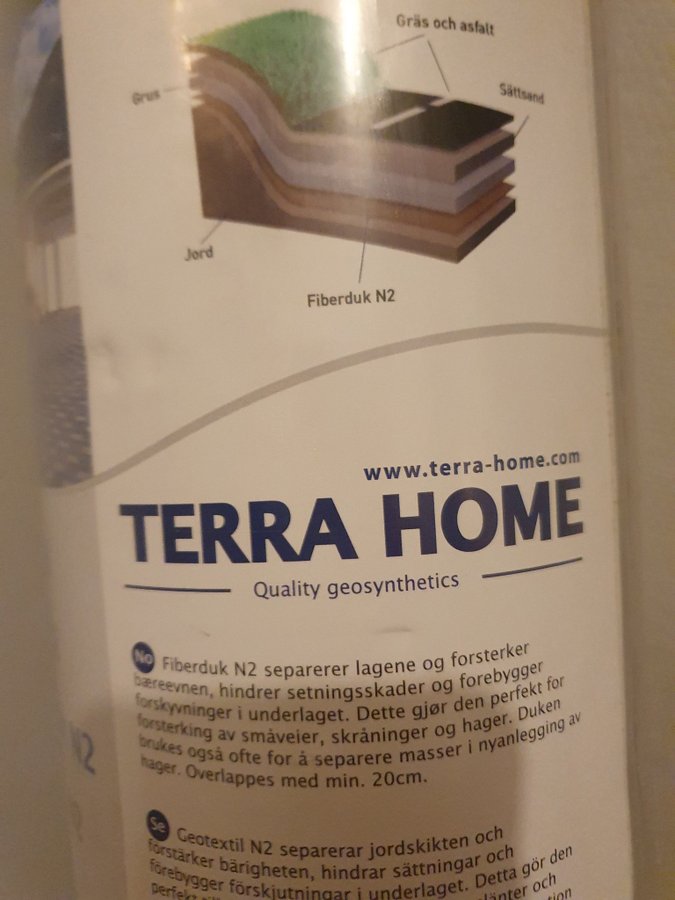 Gräs och asfalt
Grus
Sättsand
Jord
Fiberduk N2
www.terra-home.com
TERRA HOME
Quality geosynthetics
No Fiberduk N2 separerer lagene og forsterker
bæreevnen, hindrer setningsskader og forebygger
forskyvninger i underlaget. Dette gjør den perfekt for
forsterking av småveier, skråninger og hager. Duken
brukes også ofte for å separere masser i nyanlegging av
hager. Overlappes med min. 20cm.
N2
Se Geotextil N2 separerar jordskikten och
förstärker bärigheten, hindrar sättningar och
förebygger förskjutningar i underlaget. Detta gör den
perfekt